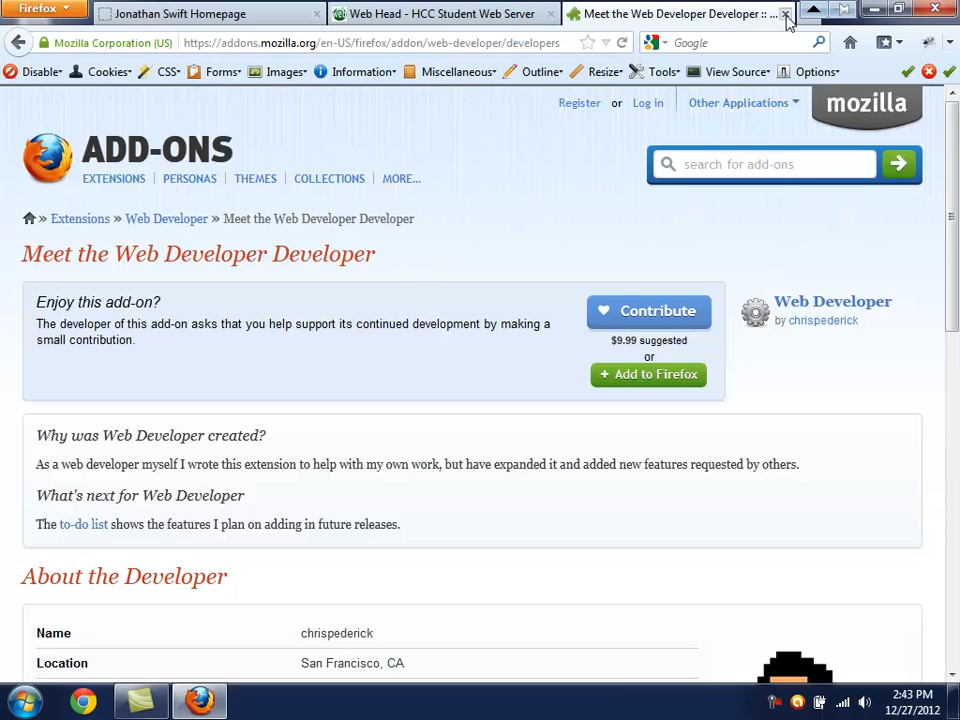 Firefox
Jonathan Swift Homepage
Web Head - HCC Student Web Server
Meet the Web Developer Developer :: ...
Mozilla Corporation (US)
https://addons.mozilla.org/en-US/firefox/addon/web-developer/developers
Google
Disable
Cookies
CSS
Forms
Images
Information
Miscellaneous
Outline
Resize
Tools
View Source
Options
Register or Log in
Other Applications
mozilla
ADD-ONS
search for add-ons
EXTENSIONS PERSONAS THEMES COLLECTIONS MORE...
» Extensions » Web Developer » Meet the Web Developer Developer
Meet the Web Developer Developer
Enjoy this add-on?
The developer of this add-on asks that you help support its continued development by making a
small contribution.
Contribute
$9.99 suggested
or
+ Add to Firefox
Web Developer
by chrispederick
Why was Web Developer created?
As a web developer myself I wrote this extension to help with my own work, but have expanded it and added new features requested by others.
What's next for Web Developer
The to-do list shows the features I plan on adding in future releases.
About the Developer
Name chrispederick
Location San Francisco, CA
2:43 PM
12/27/2012